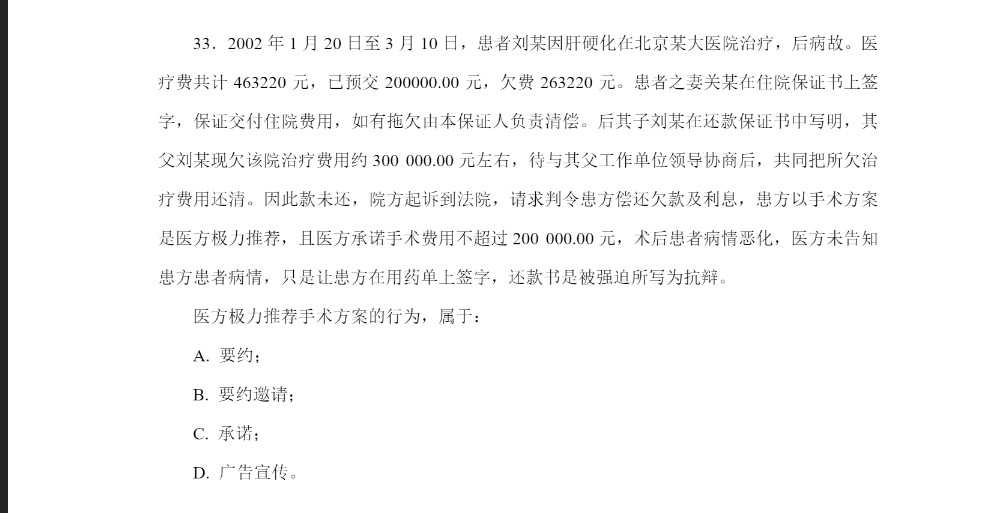 33．2002 年 1 月 20 日至 3 月 10 日，患者刘某因肝硬化在北京某大医院治疗，后病故。医
疗费共计 463220 元，已预交 200000.00 元，欠费 263220 元。患者之妻关某在住院保证书上签
字，保证交付住院费用，如有拖欠由本保证人负责清偿。后其子刘某在还款保证书中写明，其
父刘某现欠该院治疗费用约 300 000.00 元左右，待与其父工作单位领导协商后，共同把所欠治
疗费用还清。因此款未还，院方起诉到法院，请求判令患方偿还欠款及利息，患方以手术方案
是医方极力推荐，且医方承诺手术费用不超过 200 000.00 元，术后患者病情恶化，医方未告知
患方患者病情，只是让患方在用药单上签字，还款书是被强迫所写为抗辩。
医方极力推荐手术方案的行为，属于：
A. 要约；
B. 要约邀请；
C. 承诺；
D. 广告宣传。